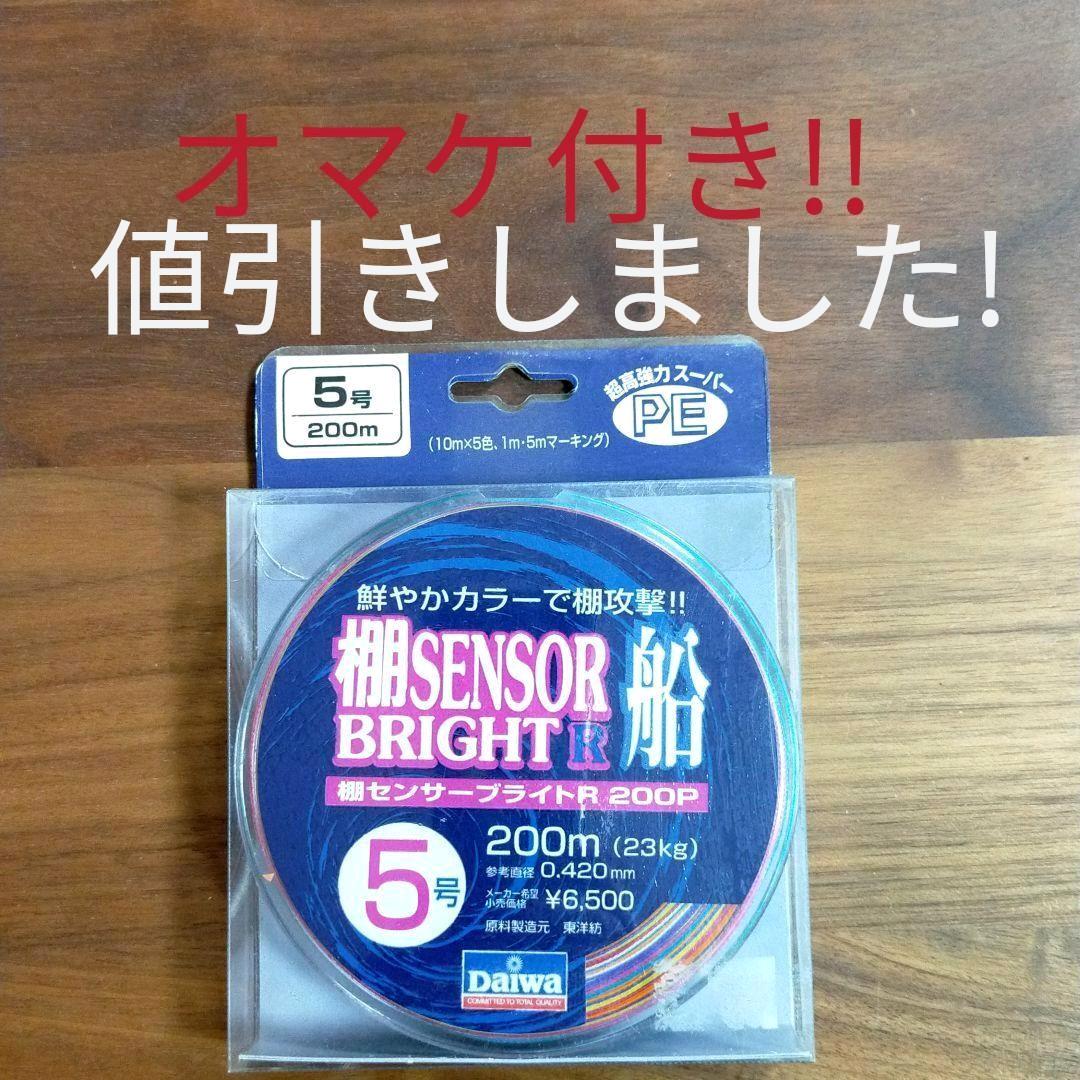 オマケ付き!!
値引きしました!
5号
200m
超高強力スーパー
PE
(10m×5色、1m・5mマーキング)
鮮やかカラーで棚攻撃!!
棚SENSOR
BRIGHT R
船
棚センサーブライトR 200P
5号
200m (23kg)
参考直径 0.420mm
メーカー希望
小売価格 ¥6,500
原料製造元 東洋紡
Daiwa
COMMITTED TO TOTAL QUALITY